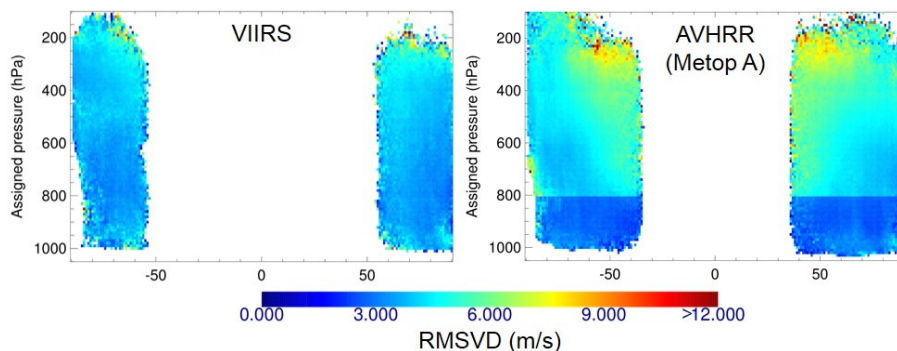 VIIRS
Assigned pressure (hPa)
200
400
600
800
1000
-50 0 50
AVHRR
(Metop A)
Assigned pressure (hPa)
200
400
600
800
1000
-50 0 50
0.000 3.000 6.000 9.000 >12.000
RMSVD (m/s)